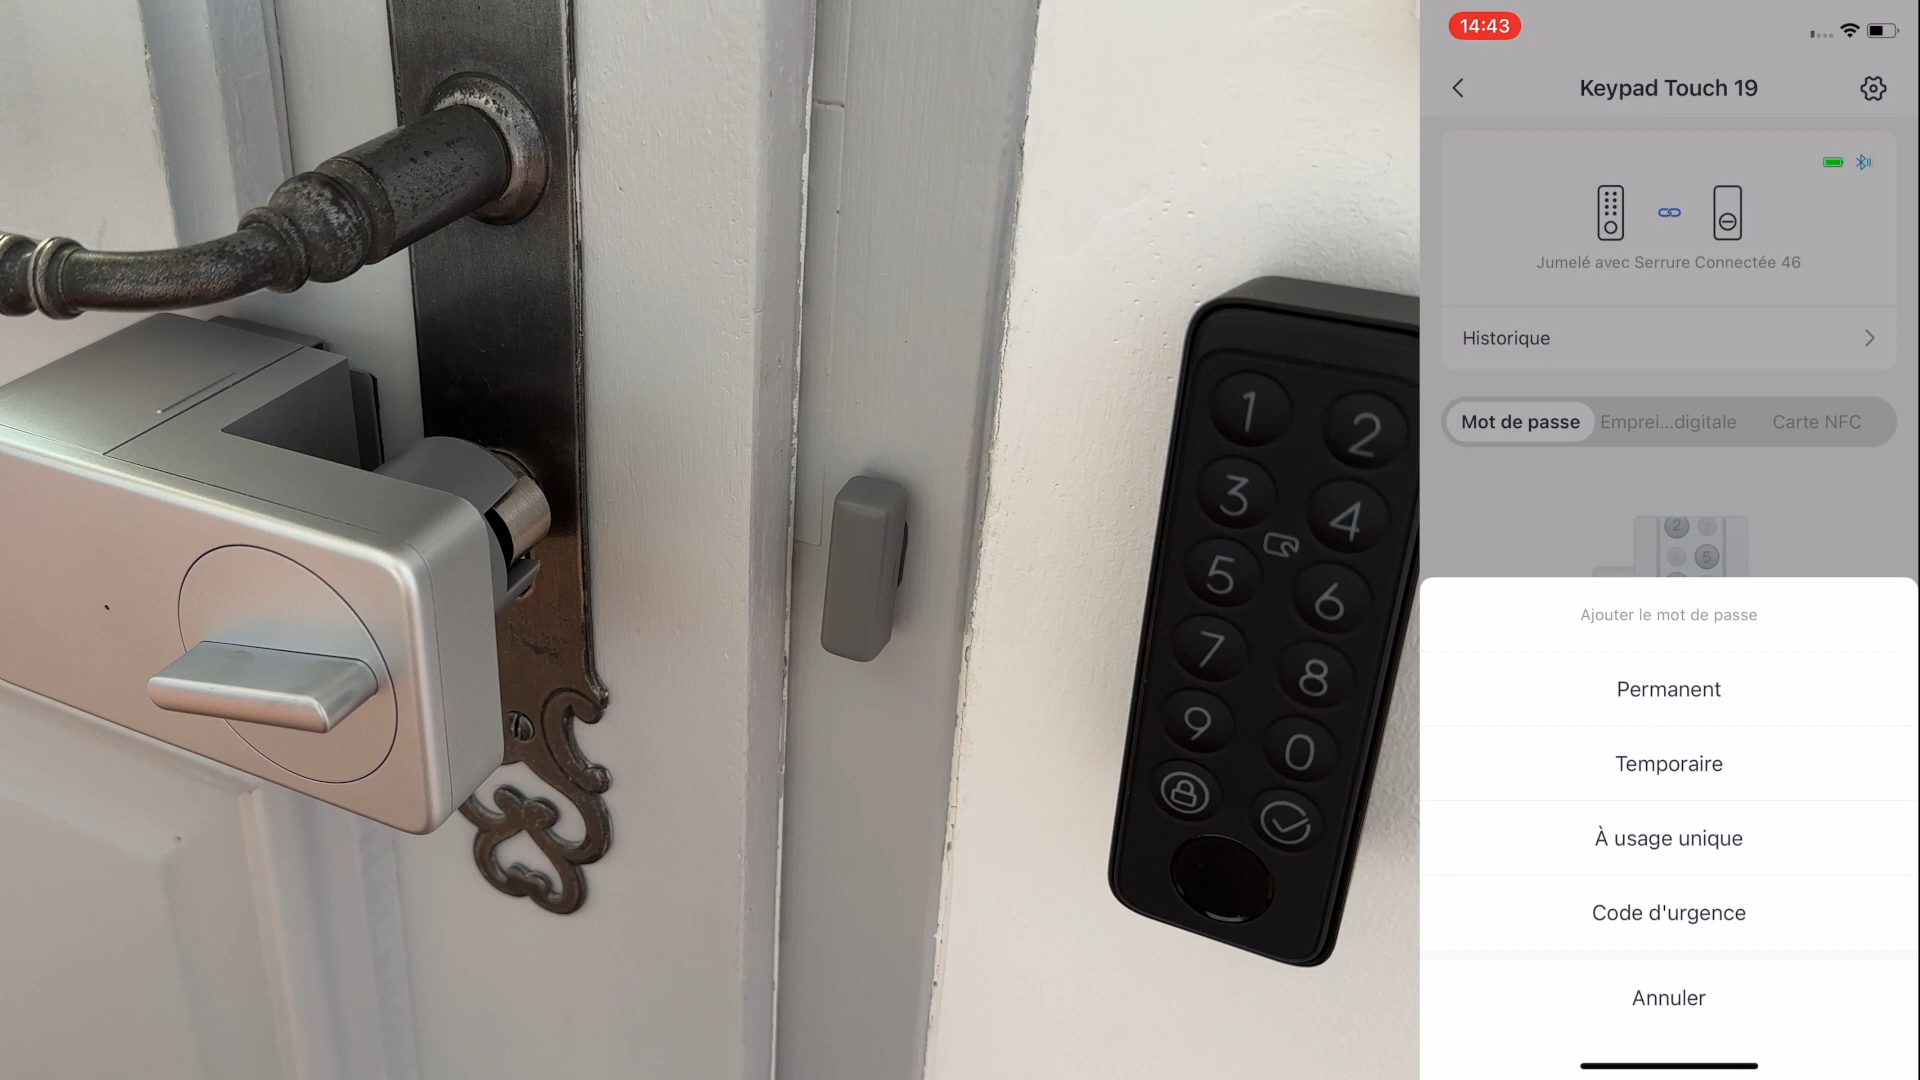 1
2
3
4
5
6
7
8
9
0
14:43
Keypad Touch 19
Jumelé avec Serrure Connectée 46
Historique
Mot de passe
Emprei...digitale
Carte NFC
2
5
Ajouter le mot de passe
Permanent
Temporaire
À usage unique
Code d'urgence
Annuler